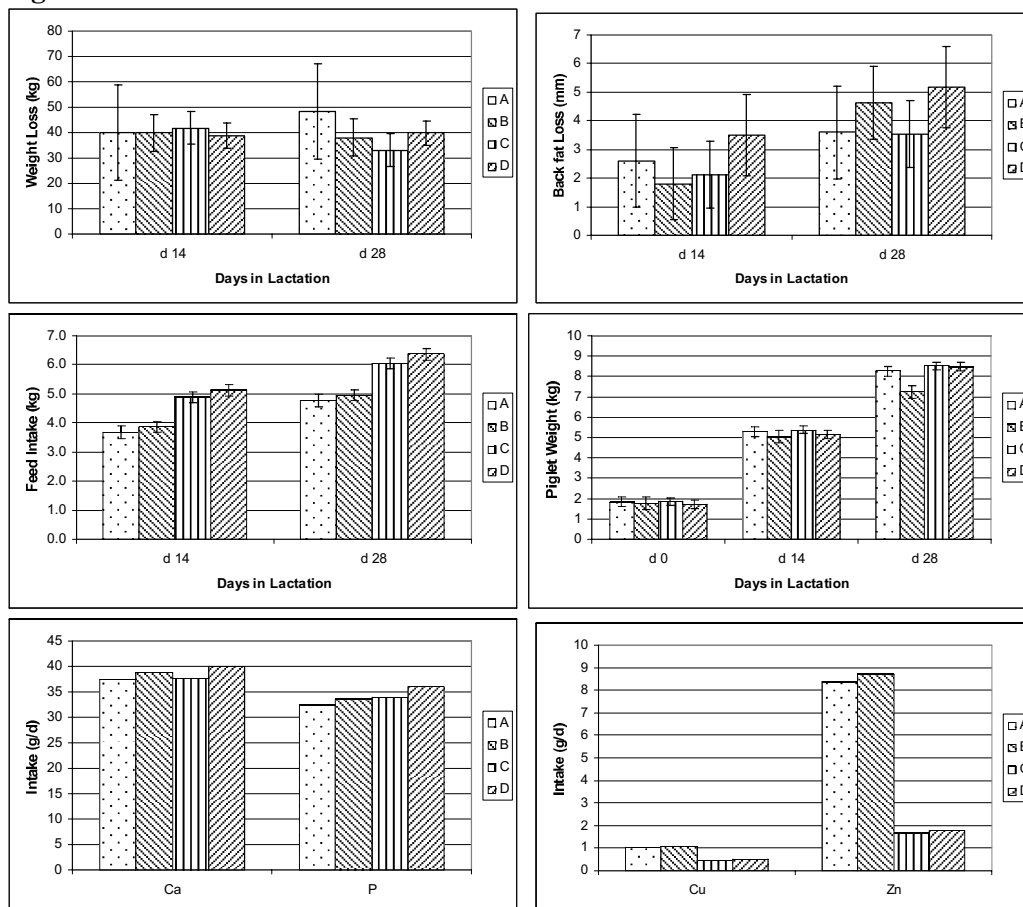 Weight Loss (kg)
80
70
60
50
40
30
20
10
0
d 14
d 28
Days in Lactation
A
B
C
D
Back fat Loss (mm)
7
6
5
4
3
2
1
0
d 14
d 28
Days in Lactation
A
B
C
D
Feed Intake (kg)
7.0
6.0
5.0
4.0
3.0
2.0
1.0
0.0
d 14
d 28
Days in Lactation
A
B
C
D
Piglet Weight (kg)
10
9
8
7
6
5
4
3
2
1
0
d 0
d 14
d 28
Days in Lactation
A
B
C
D
Intake (g/d)
45
40
35
30
25
20
15
10
5
0
Ca
P
A
B
C
D
Intake (g/d)
10
9
8
7
6
5
4
3
2
1
0
Cu
Zn
A
B
C
D